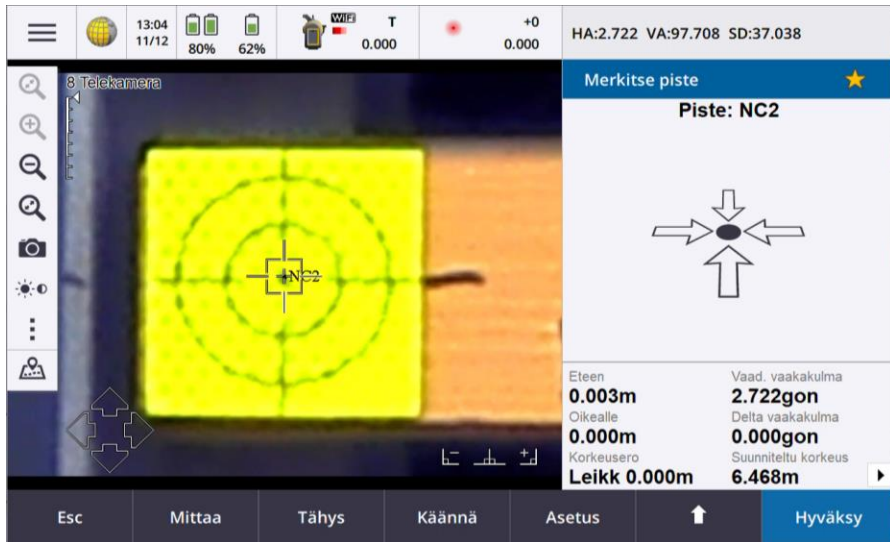 13:04
11/12
80%
62%
WIFI
T
0.000
+0
0.000
HA:2.722 VA:97.708 SD:37.038
8 Telekamera
NC2
Merkitse piste
Piste: NC2
Eteen
0.003m
Vaad. vaakakulma
2.722gon
Oikealle
0.000m
Delta vaakakulma
0.000gon
Korkeusero
Leikk 0.000m
Suunniteltu korkeus
6.468m
Esc
Mittaa
Tähys
Käännä
Asetus
Hyväksy